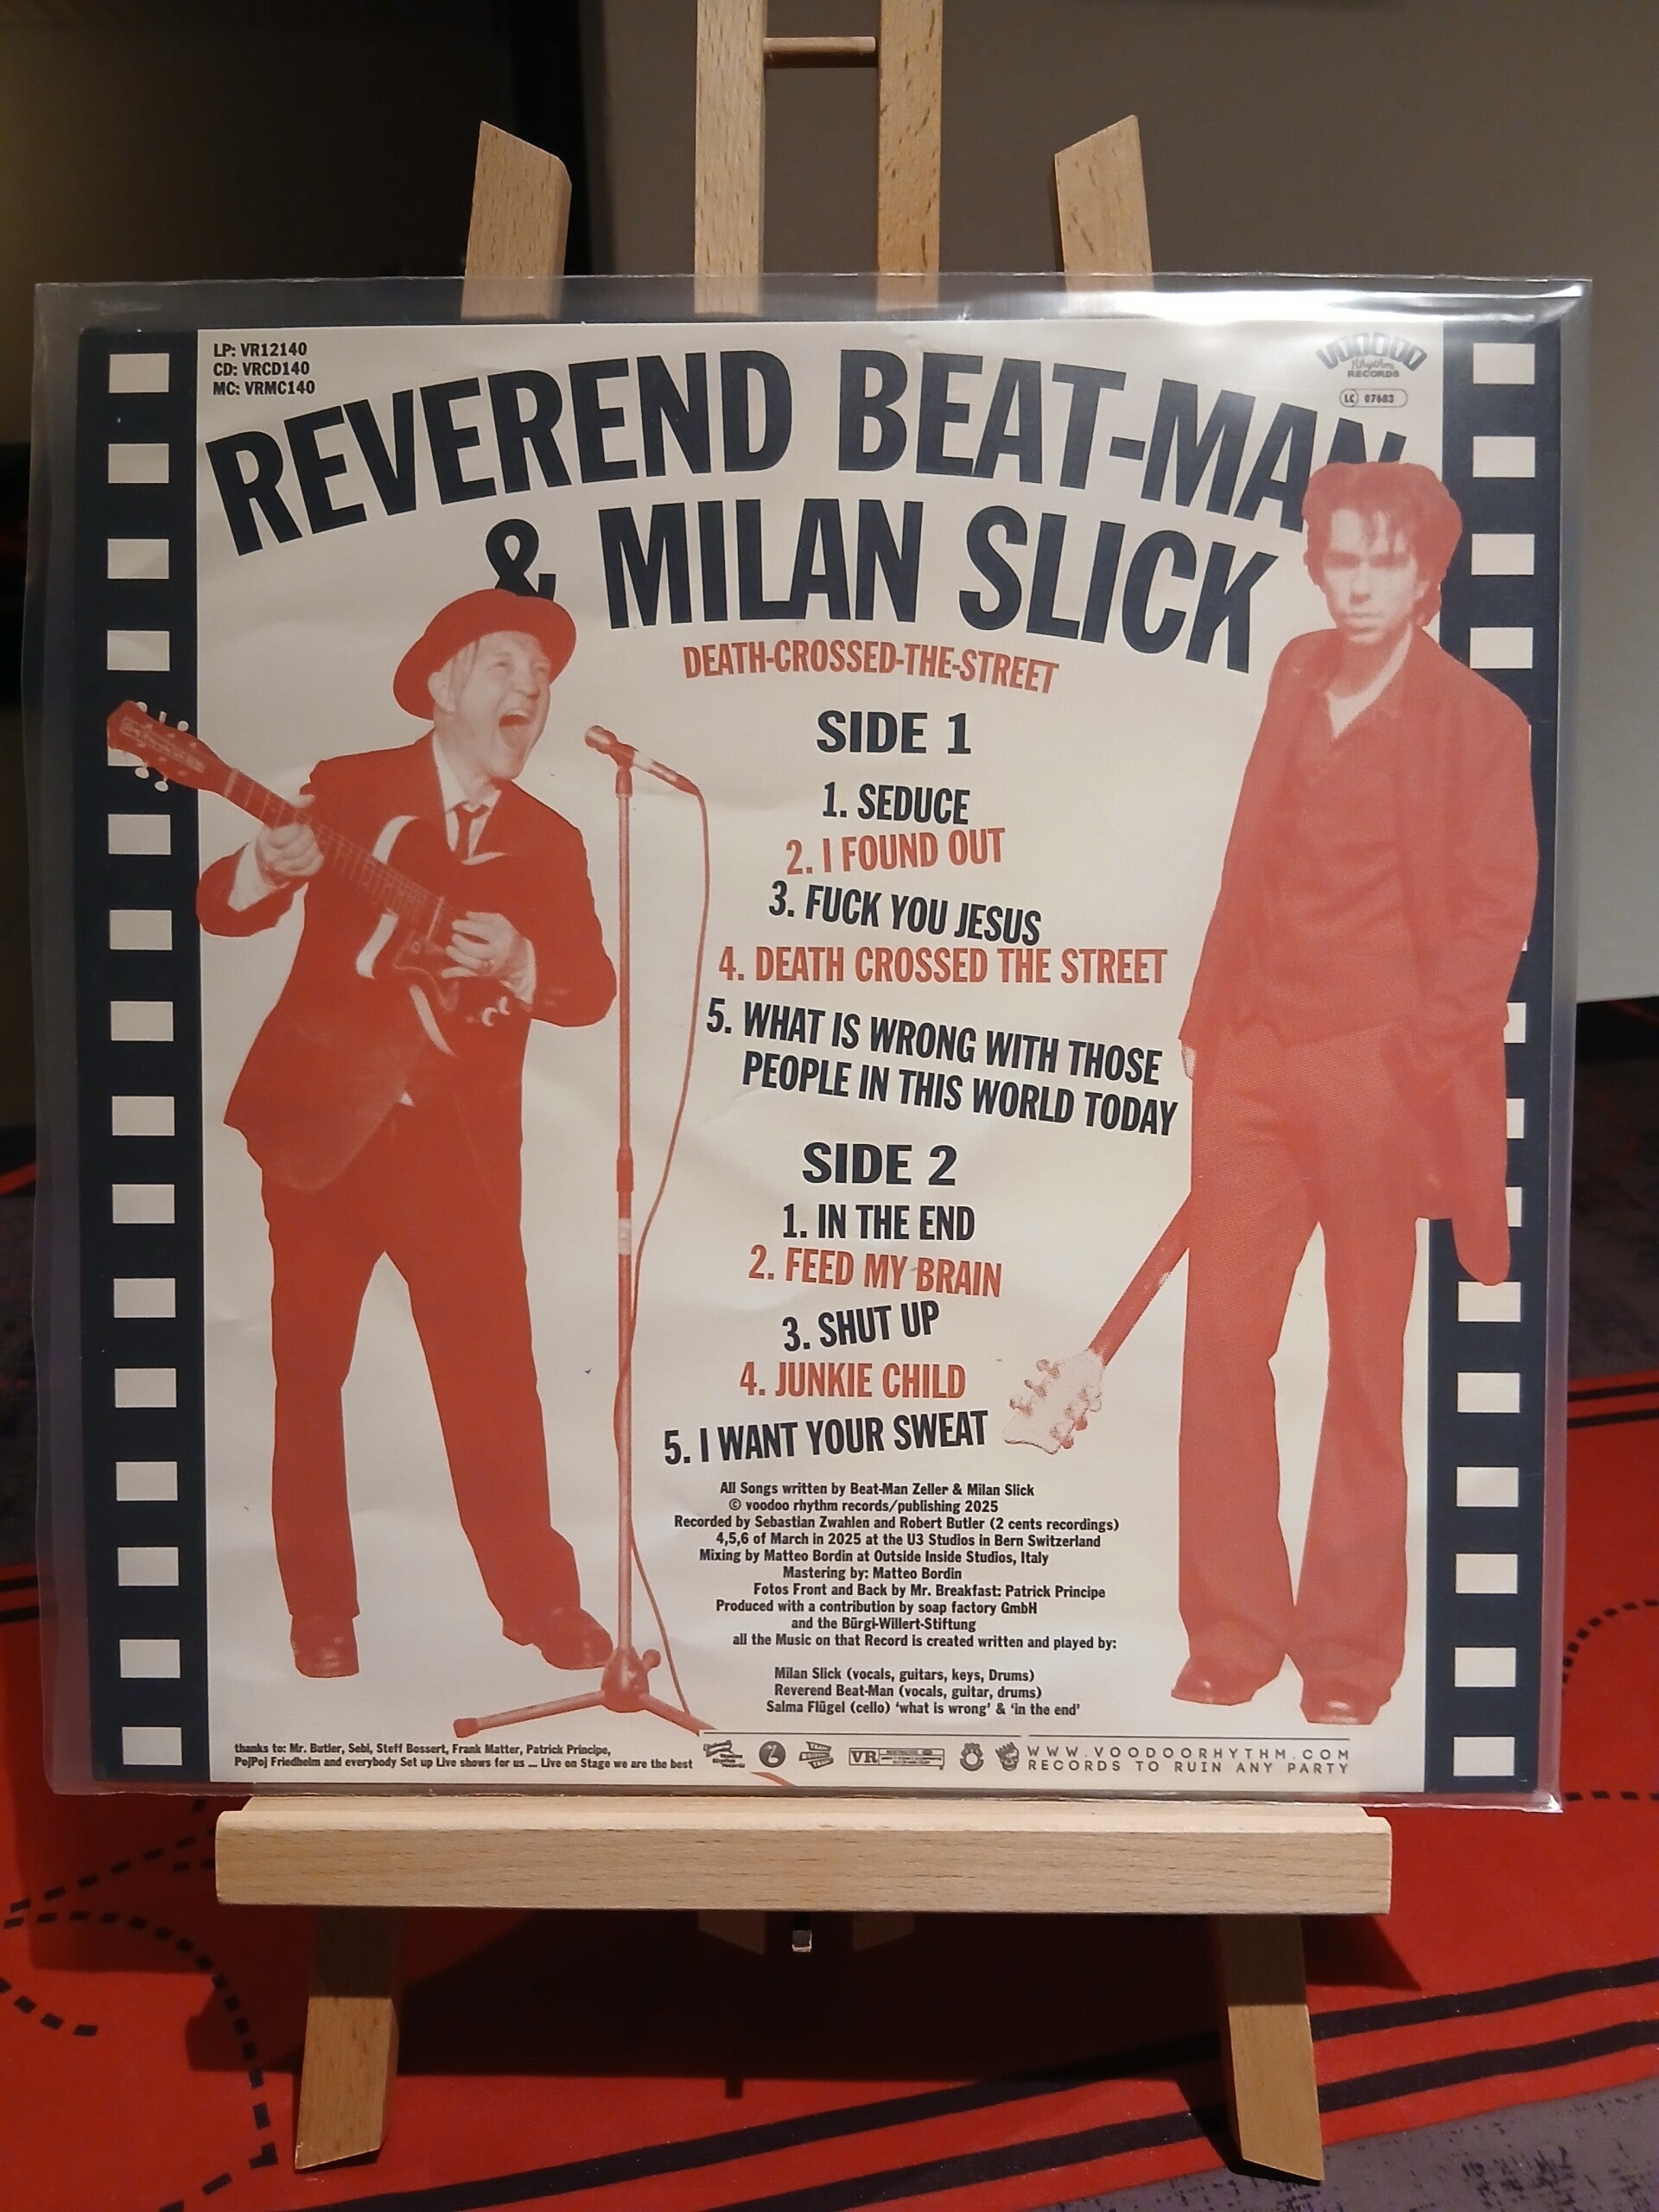 LP: VR12140
CD: VRCD140
MC: VRMC140
VOODOO
Rhythm
RECORDS
LC 07683
REVEREND BEAT-MAN
& MILAN SLICK
DEATH-CROSSED-THE-STREET
SIDE 1
1. SEDUCE
2. I FOUND OUT
3. FUCK YOU JESUS
4. DEATH CROSSED THE STREET
5. WHAT IS WRONG WITH THOSE
PEOPLE IN THIS WORLD TODAY
SIDE 2
1. IN THE END
2. FEED MY BRAIN
3. SHUT UP
4. JUNKIE CHILD
5. I WANT YOUR SWEAT
All Songs written by Beat-Man Zeller & Milan Slick
© voodoo rhythm records/publishing 2025
Recorded by Sebastian Zwahlen and Robert Butler (2 cents recordings)
4,5,6 of March in 2025 at the U3 Studios in Bern Switzerland
Mixing by Matteo Bordin at Outside Inside Studios, Italy
Mastering by: Matteo Bordin
Fotos Front and Back by Mr. Breakfast: Patrick Principe
Produced with a contribution by soap factory GmbH
and the Bürgi-Willert-Stiftung
all the Music on that Record is created written and played by:
Milan Slick (vocals, guitars, keys, Drums)
Reverend Beat-Man (vocals, guitar, drums)
Salma Flügel (cello) 'what is wrong' & 'in the end'
thanks to: Mr. Butler, Sebi, Steff Bossert, Frank Matter, Patrick Principe,
PojPoj Friedhelm and everybody Set up Live shows for us ... Live on Stage we are the best
VR
WWW.VOODOORHYTHM.COM
RECORDS TO RUIN ANY PARTY